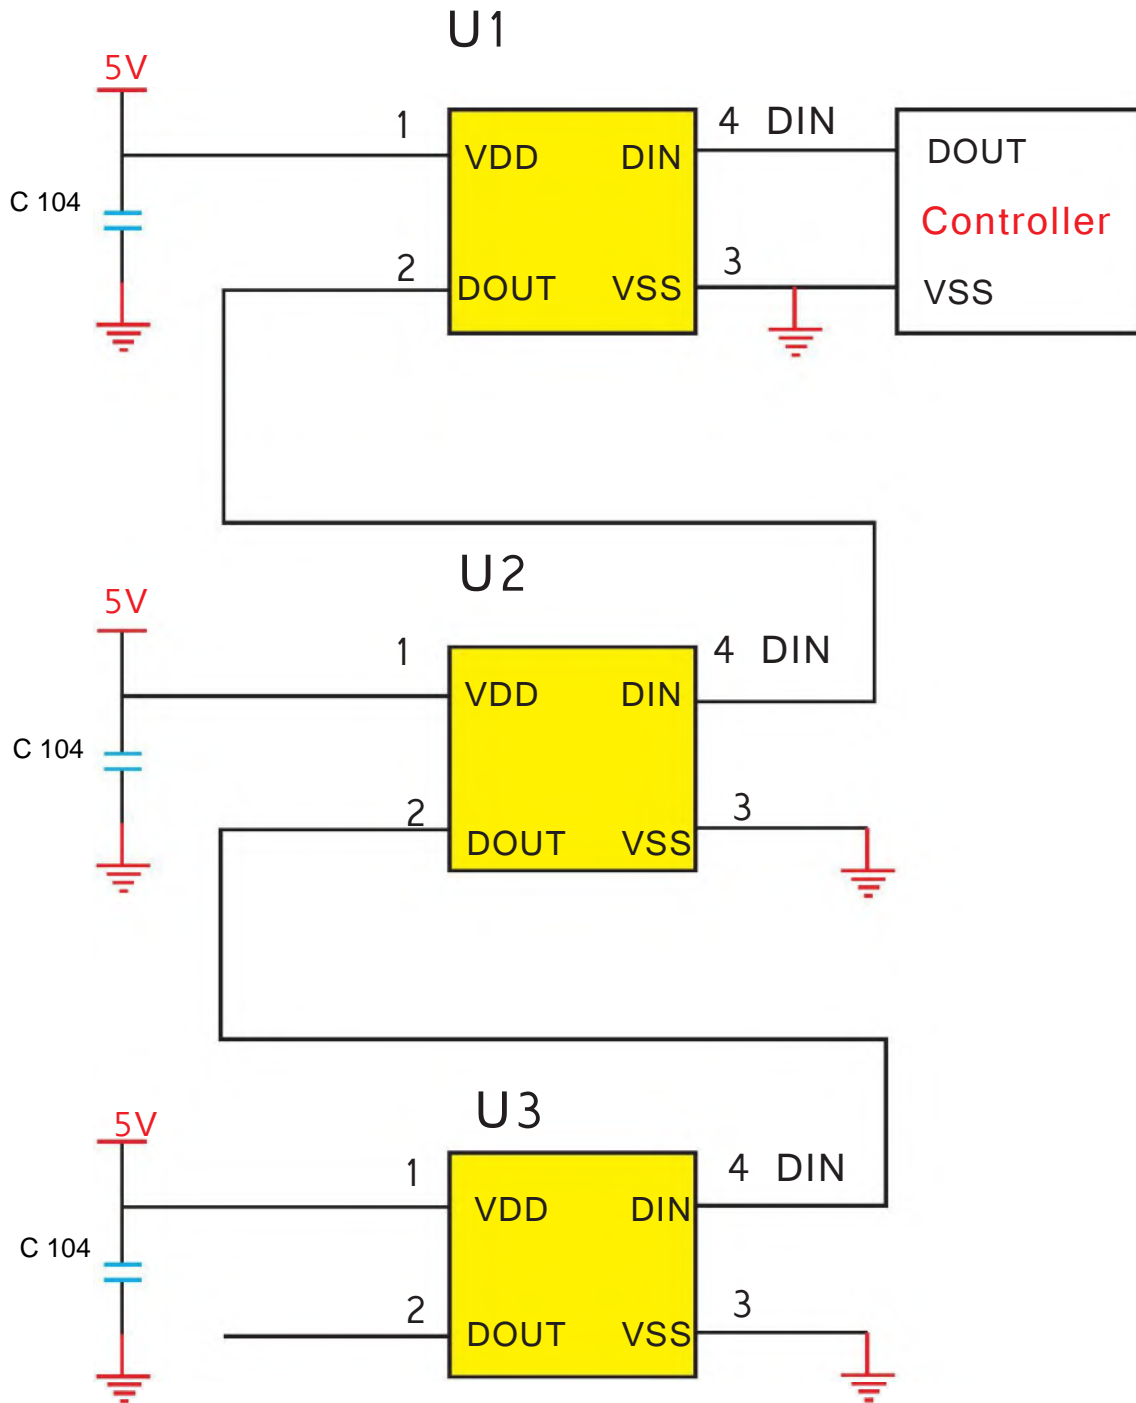 U1
5V
1
4 DIN
VDD
DIN
DOUT
C 104
Controller
2
3
DOUT
VSS
VSS
U2
5V
1
4 DIN
VDD
DIN
C 104
2
3
DOUT
VSS
U3
5V
1
4 DIN
VDD
DIN
C 104
2
3
DOUT
VSS